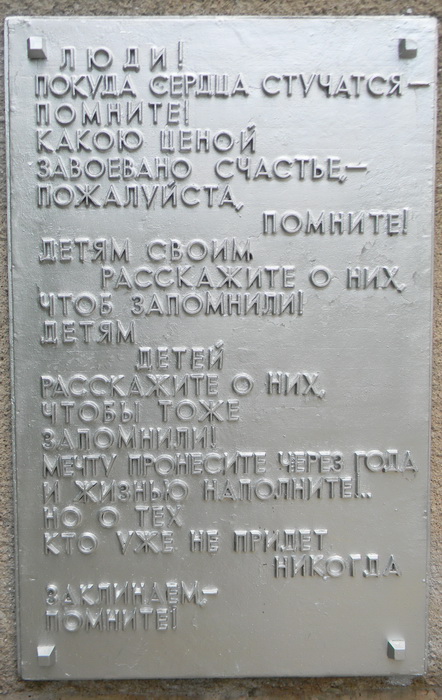 ЛЮДИ!
ПОКУДА СЕРДЦА СТУЧАТСЯ —
ПОМНИТЕ!
КАКОЮ ЦЕНОЙ
ЗАВОЕВАНО СЧАСТЬЕ,—
ПОЖАЛУЙСТА,
ПОМНИТЕ!
ДЕТЯМ СВОИМ
РАССКАЖИТЕ О НИХ,
ЧТОБ ЗАПОМНИЛИ!
ДЕТЯМ
ДЕТЕЙ
РАССКАЖИТЕ О НИХ,
ЧТОБЫ ТОЖЕ
ЗАПОМНИЛИ!
МЕЧТУ ПРОНЕСИТЕ ЧЕРЕЗ ГОДА
И ЖИЗНЬЮ НАПОЛНИТЕ!..
НО О ТЕХ
КТО УЖЕ НЕ ПРИДЕТ
НИКОГДА
ЗАКЛИНАЕМ,—
ПОМНИТЕ!